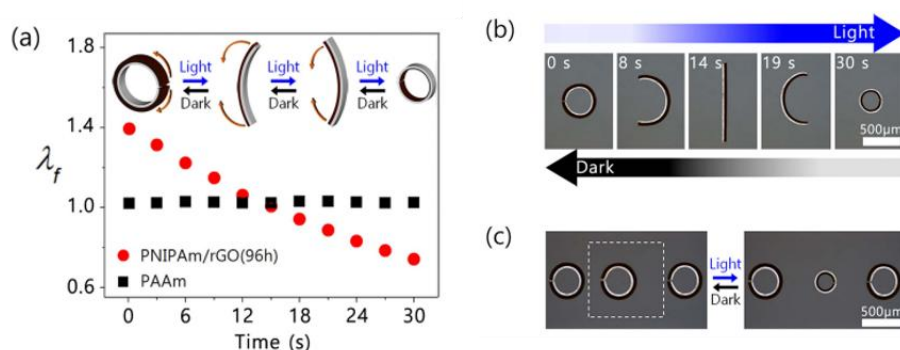 (a)
1.8
1.4
1.0
0.6
λf
Light
Dark
Light
Dark
Light
Dark
PNIPAm/rGO(96h)
PAAm
0 6 12 18 24 30
Time (s)
(b)
Light
0 s 8 s 14 s 19 s 30 s
500μm
Dark
(c)
Light
Dark
500μm